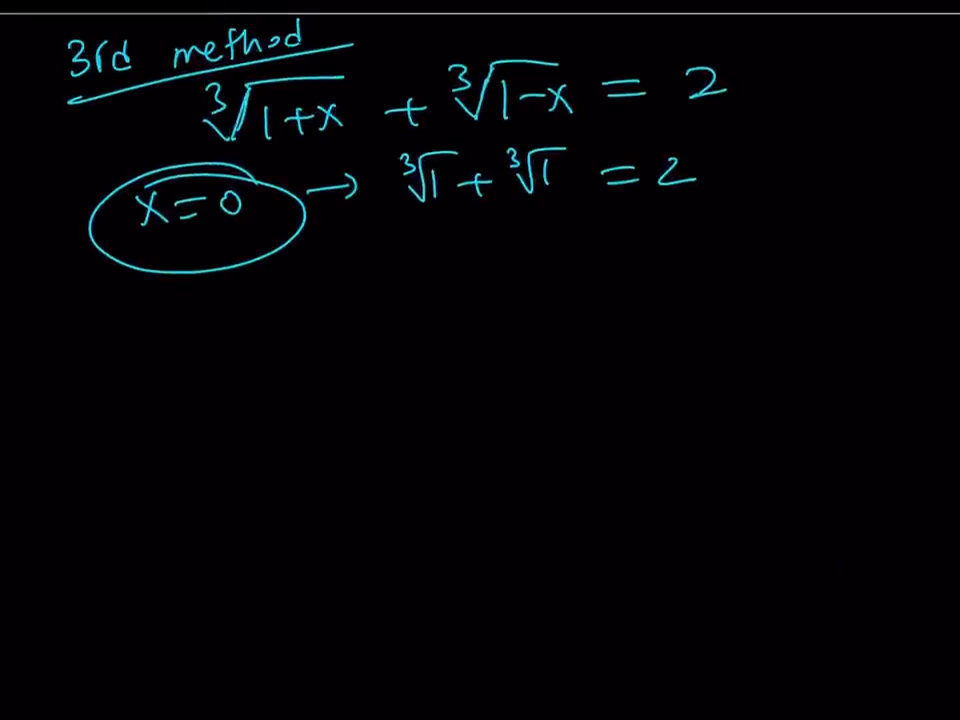 3rd method
∛1+x + ∛1-x = 2
x=0 → ∛1 + ∛1 = 2